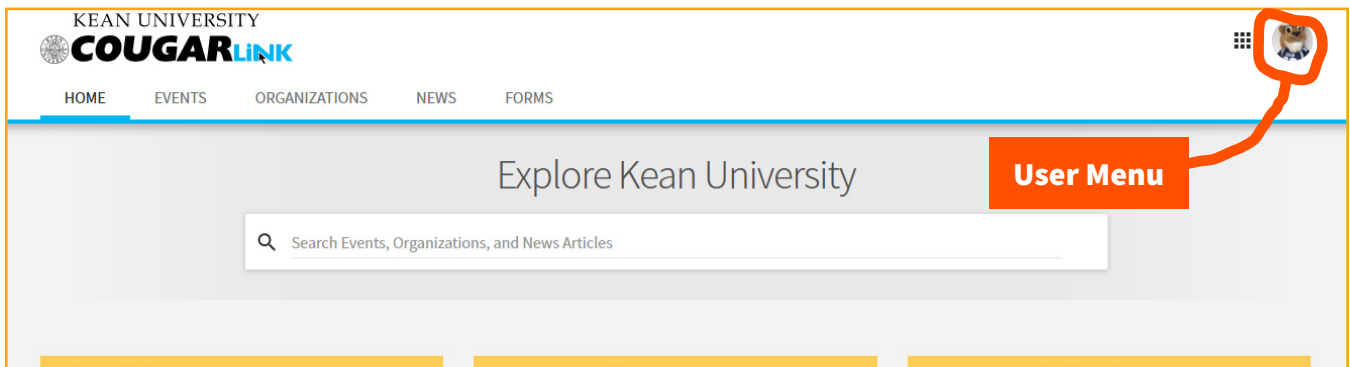 KEAN UNIVERSITY
COUGARLiNK
HOME EVENTS ORGANIZATIONS NEWS FORMS
Explore Kean University
User Menu
Search Events, Organizations, and News Articles